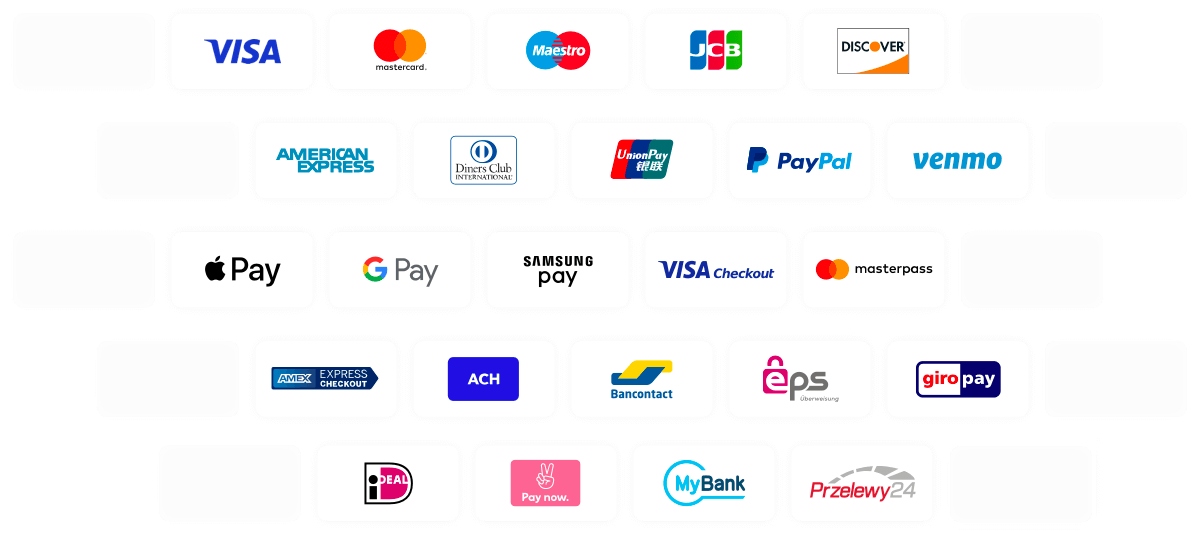 VISA
mastercard.
Maestro
JCB
DISCOVER
AMERICAN
EXPRESS
Diners Club
INTERNATIONAL
UnionPay
银联
PayPal
venmo
Pay
G Pay
SAMSUNG
pay
VISA Checkout
masterpass
AMEX
EXPRESS
CHECKOUT
ACH
Bancontact
eps
Überweisung
giropay
iDEAL
Pay now.
MyBank
Przelewy24